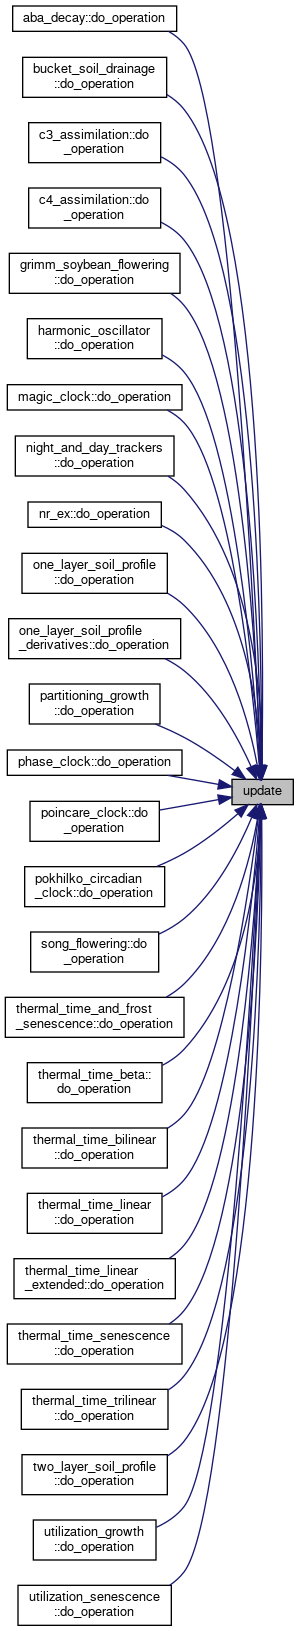 aba_decay::do_operation
bucket_soil_drainage
::do_operation
c3_assimilation::do
_operation
c4_assimilation::do
_operation
grimm_soybean_flowering
::do_operation
harmonic_oscillator
::do_operation
magic_clock::do_operation
night_and_day_trackers
::do_operation
nr_ex::do_operation
one_layer_soil_profile
::do_operation
one_layer_soil_profile
_derivatives::do_operation
partitioning_growth
::do_operation
phase_clock::do_operation
update
poincare_clock::do
_operation
pokhilko_circadian
_clock::do_operation
song_flowering::do
_operation
thermal_time_and_frost
_senescence::do_operation
thermal_time_beta::
do_operation
thermal_time_bilinear
::do_operation
thermal_time_linear
::do_operation
thermal_time_linear
_extended::do_operation
thermal_time_senescence
::do_operation
thermal_time_trilinear
::do_operation
two_layer_soil_profile
::do_operation
utilization_growth
::do_operation
utilization_senescence
::do_operation